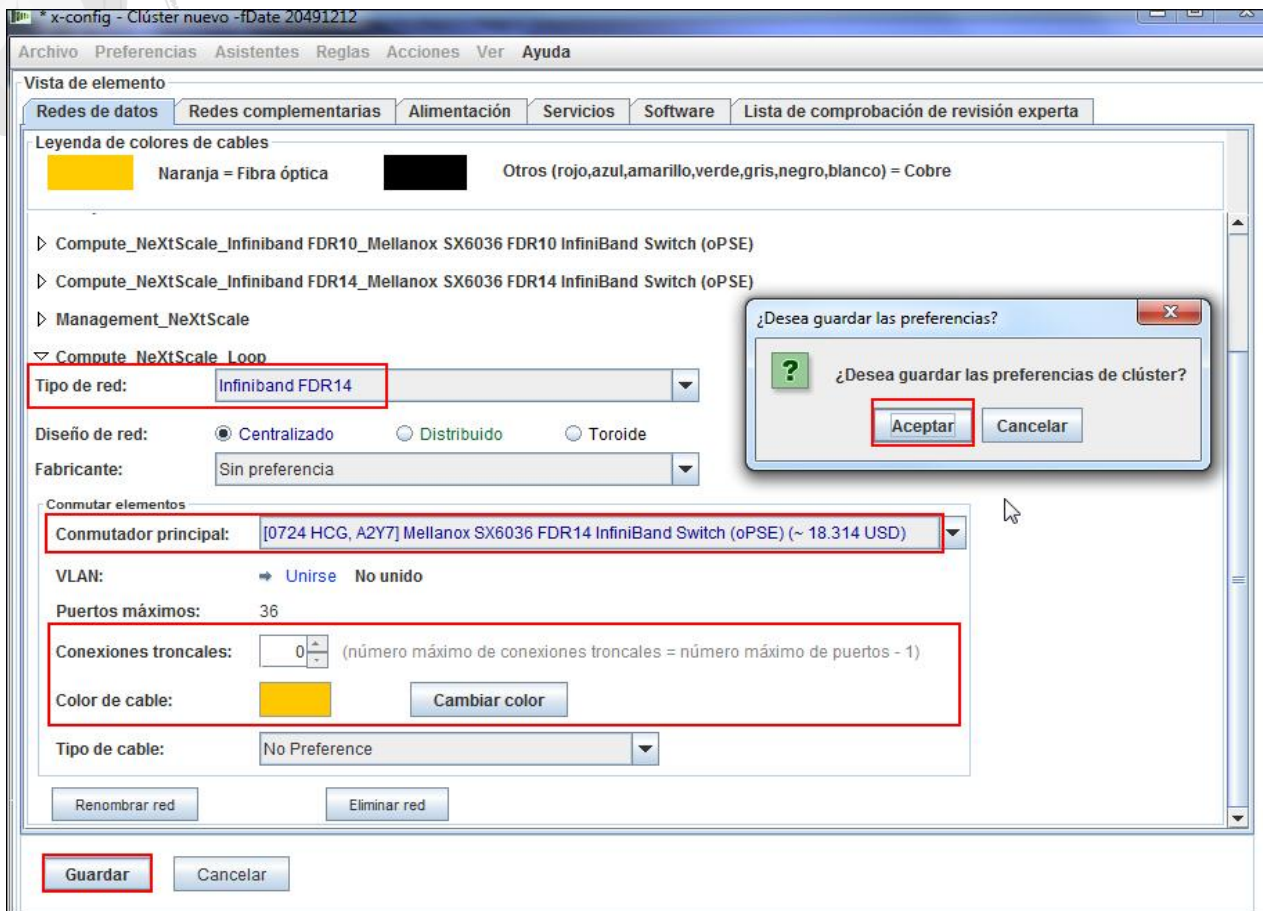 * x-config - Clúster nuevo -fDate 20491212
Archivo Preferencias Asistentes Reglas Acciones Ver Ayuda
Vista de elemento
Redes de datos Redes complementarias Alimentación Servicios Software Lista de comprobación de revisión experta
Leyenda de colores de cables
Naranja = Fibra óptica Otros (rojo,azul,amarillo,verde,gris,negro,blanco) = Cobre
Compute_NeXtScale_Infiniband FDR10_Mellanox SX6036 FDR10 InfiniBand Switch (oPSE)
Compute_NeXtScale_Infiniband FDR14_Mellanox SX6036 FDR14 InfiniBand Switch (oPSE)
Management_NeXtScale
¿Desea guardar las preferencias?
? ¿Desea guardar las preferencias de clúster?
Aceptar Cancelar
Compute_NeXtScale_Loop
Tipo de red: Infiniband FDR14
Diseño de red: Centralizado Distribuido Toroide
Fabricante: Sin preferencia
Conmutar elementos
Conmutador principal: [0724 HCG, A2Y7] Mellanox SX6036 FDR14 InfiniBand Switch (oPSE) (~ 18.314 USD)
VLAN: Unirse No unido
Puertos máximos: 36
Conexiones troncales: 0 (número máximo de conexiones troncales = número máximo de puertos - 1)
Color de cable: Cambiar color
Tipo de cable: No Preference
Renombrar red Eliminar red
Guardar Cancelar